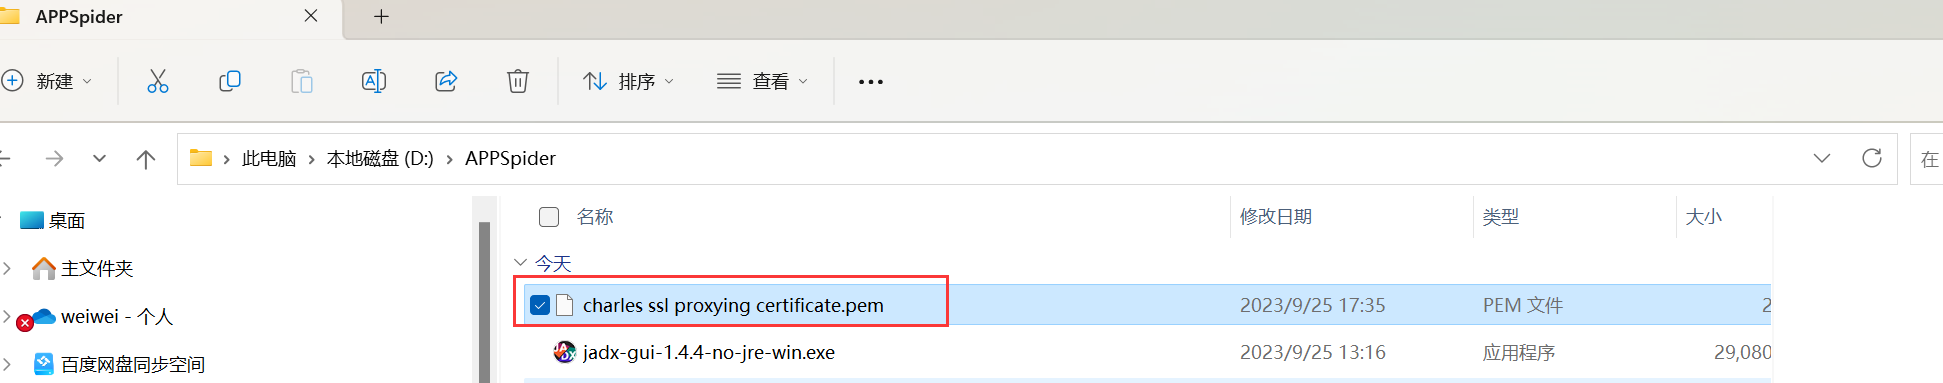 APPSpider
新建
排序
查看
此电脑 > 本地磁盘 (D:) > APPSpider
在
桌面
主文件夹
weiwei - 个人
百度网盘同步空间
名称 修改日期 类型 大小
今天
charles ssl proxying certificate.pem 2023/9/25 17:35 PEM 文件 2
jadx-gui-1.4.4-no-jre-win.exe 2023/9/25 13:16 应用程序 29,080